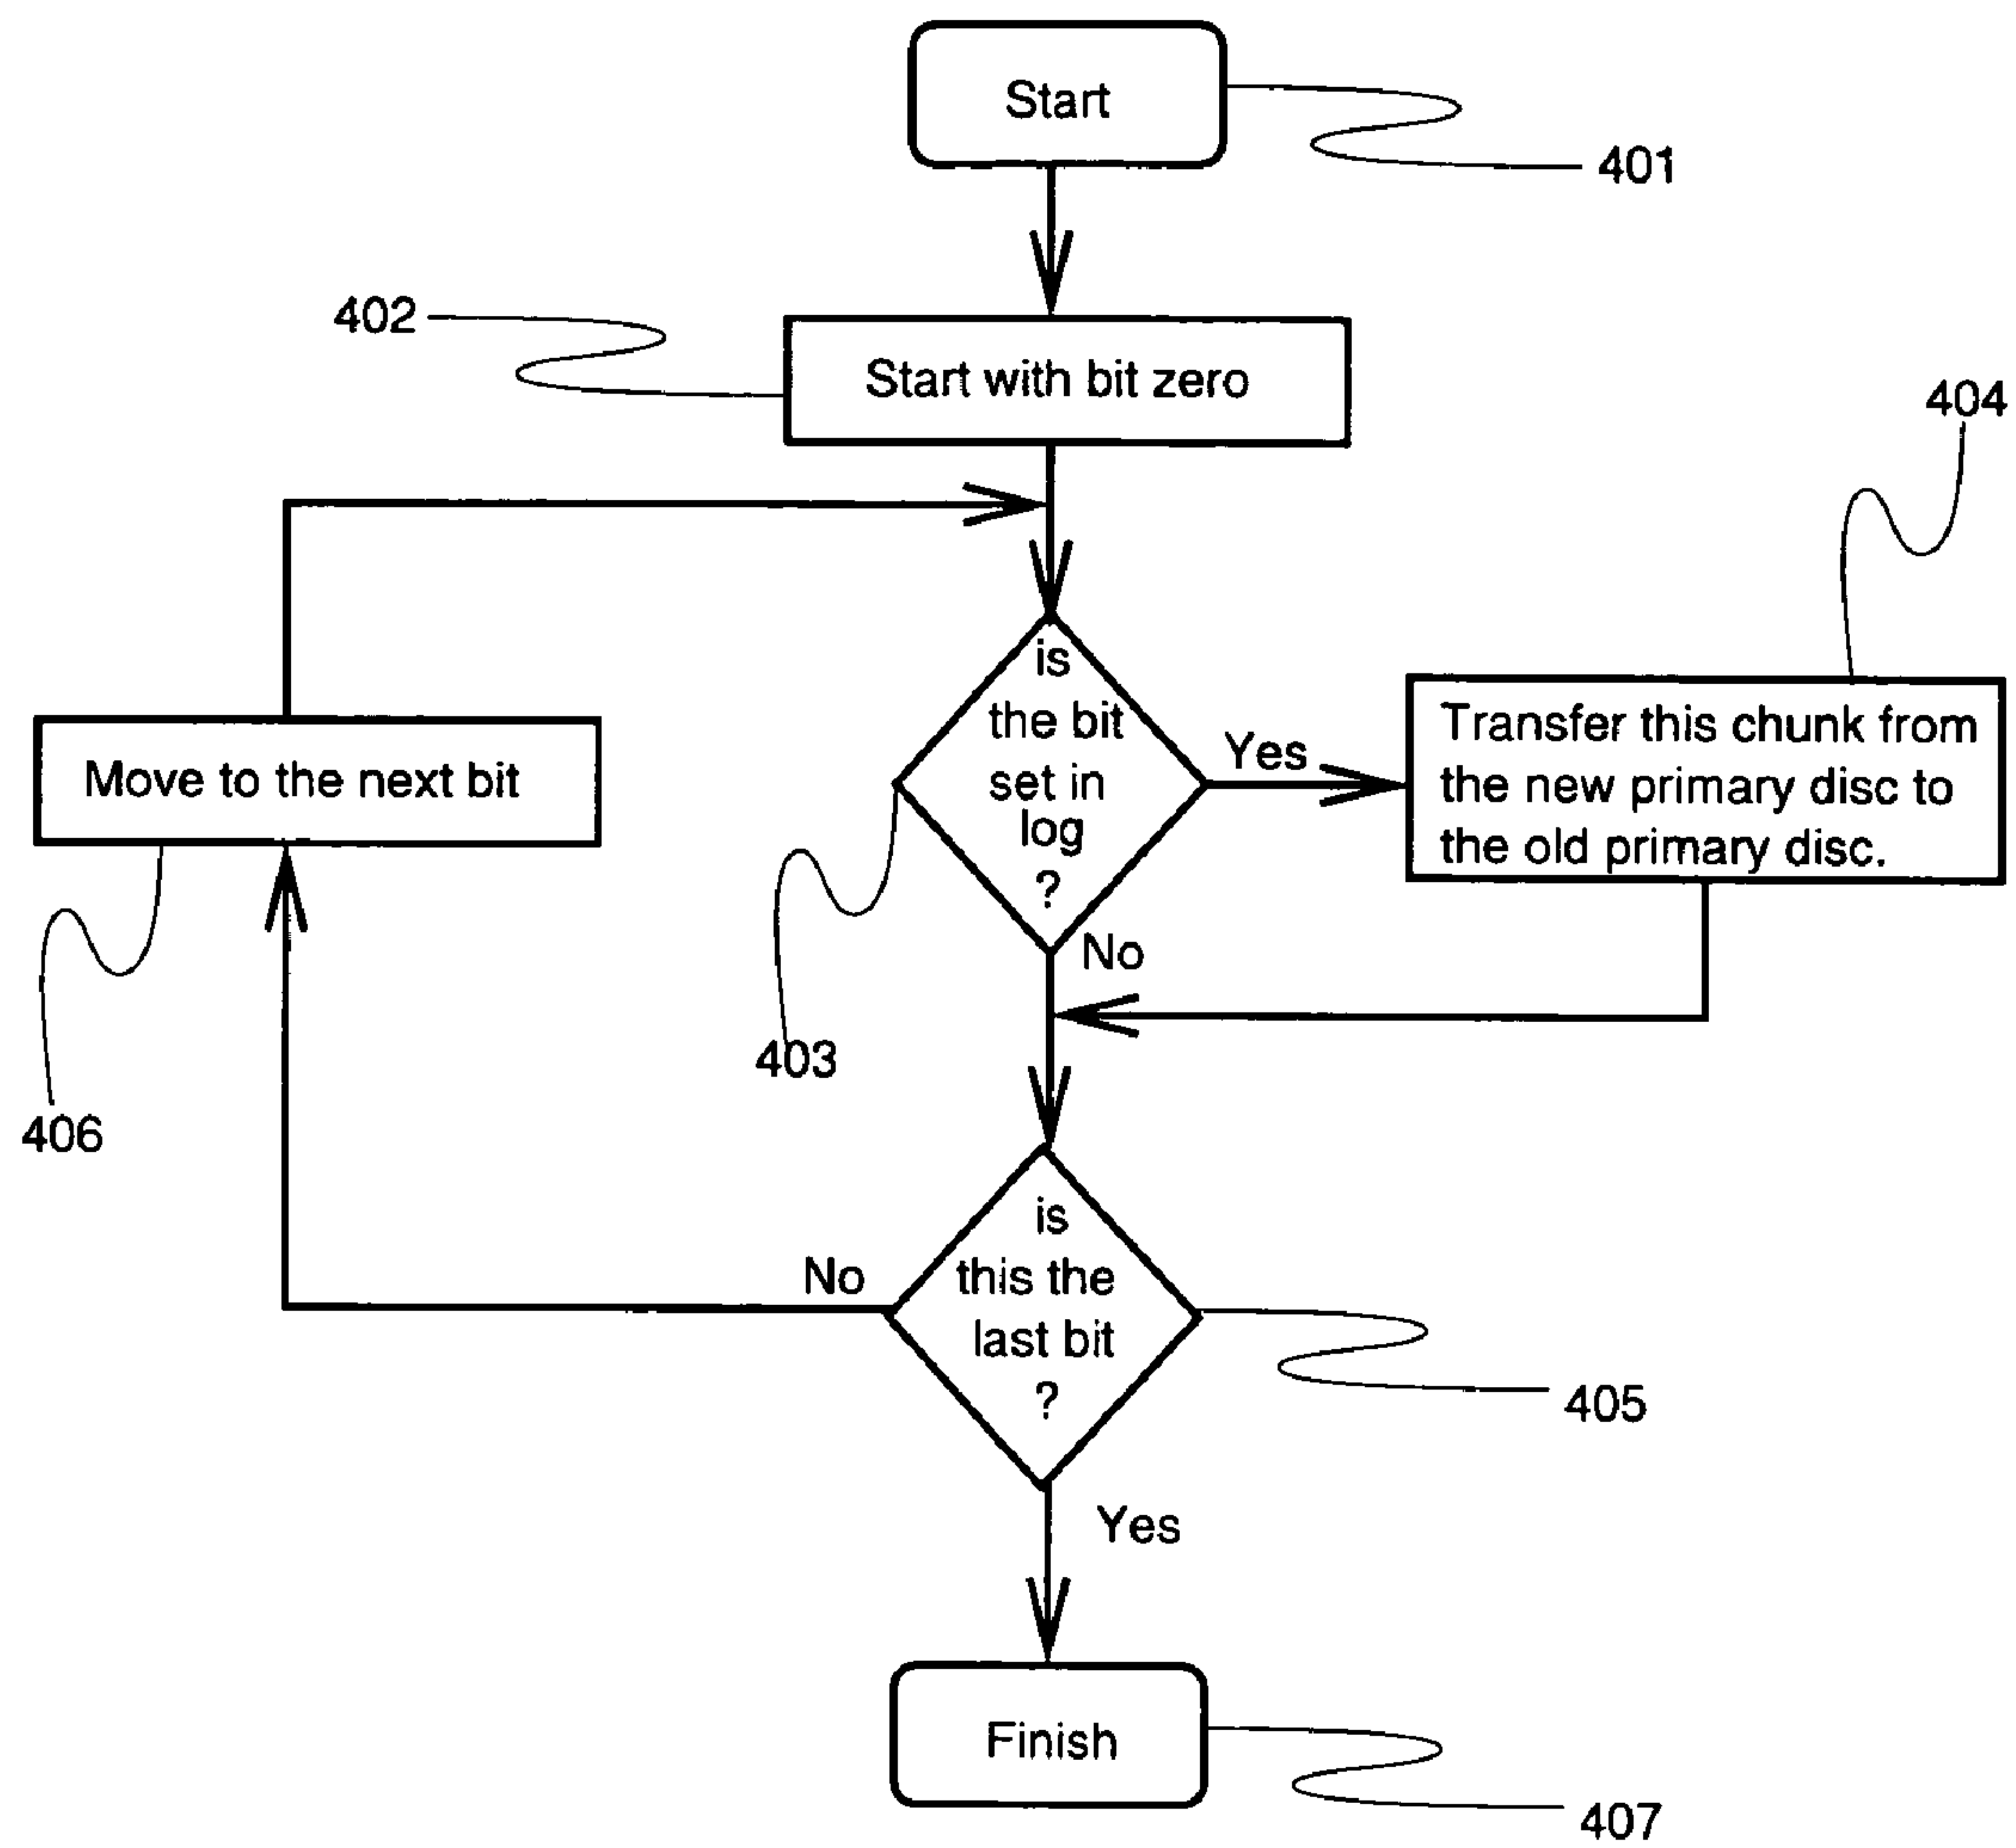 Start
401
402
Start with bit zero
404
is
the bit
set in
log
?
Yes
Transfer this chunk from
the new primary disc to
the old primary disc.
Move to the next bit
No
403
406
is
this the
last bit
?
No
405
Yes
Finish
407